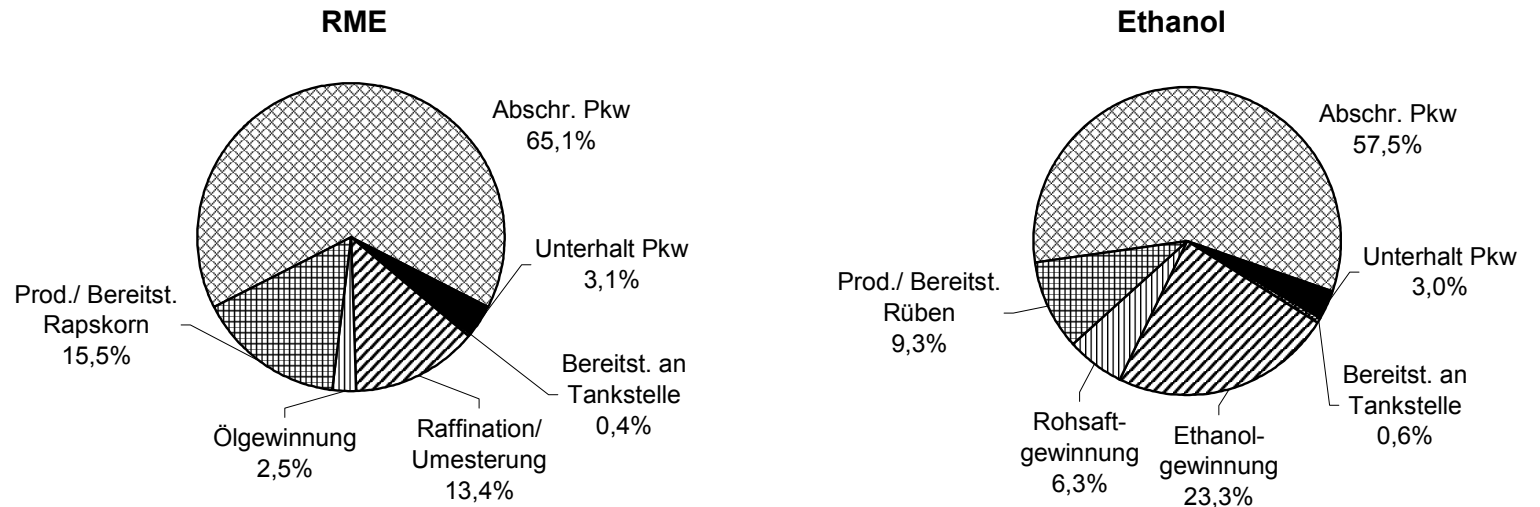 RME
Abschr. Pkw
65,1%
Unterhalt Pkw
3,1%
Bereitst. an
Tankstelle
0,4%
Raffination/
Umesterung
13,4%
Ölgewinnung
2,5%
Prod./ Bereitst.
Rapskorn
15,5%
Ethanol
Abschr. Pkw
57,5%
Unterhalt Pkw
3,0%
Bereitst. an
Tankstelle
0,6%
Ethanol-
gewinnung
23,3%
Rohsaft-
gewinnung
6,3%
Prod./ Bereitst.
Rüben
9,3%